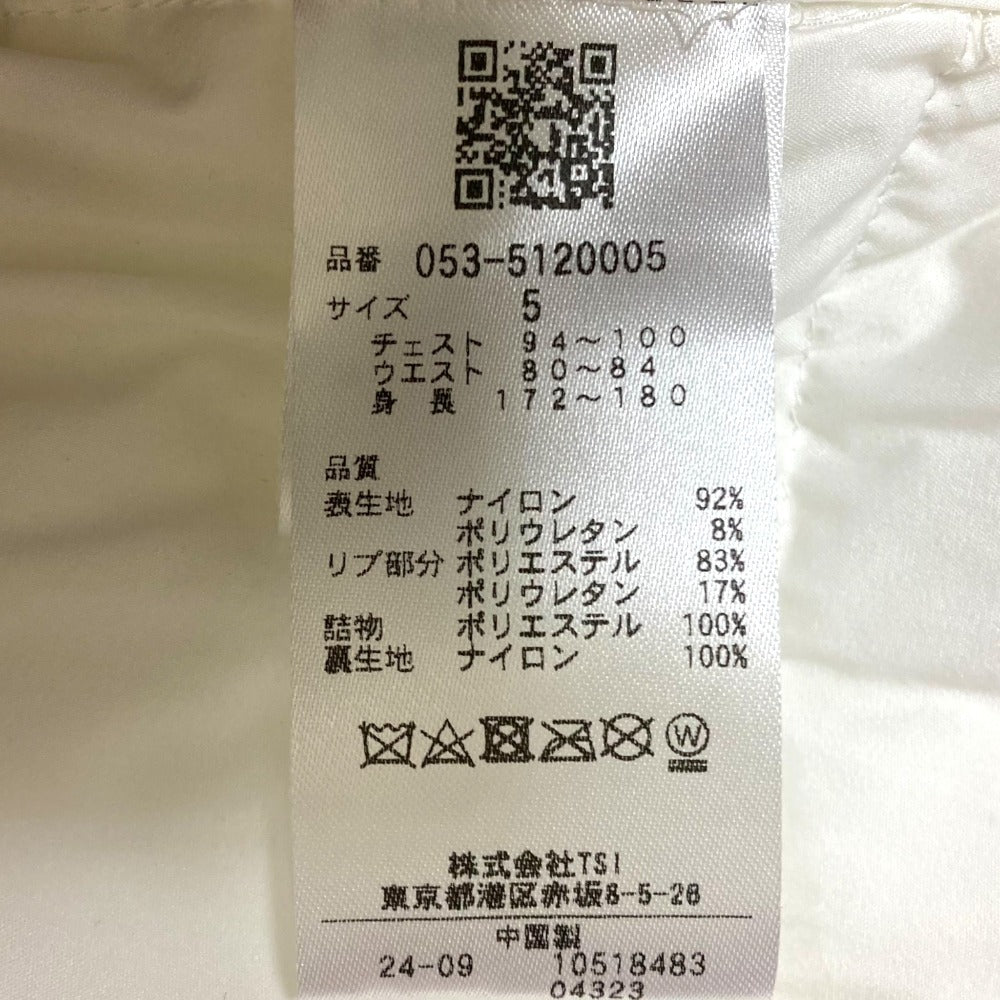 品番 053-5120005
サイズ 5
チェスト 94~100
ウエスト 80~84
身長 172~180
品質
表生地 ナイロン 92%
ポリウレタン 8%
リブ部分 ポリエステル 83%
ポリウレタン 17%
詰物 ポリエステル 100%
裏生地 ナイロン 100%
W
株式会社TSI
東京都港区赤坂8-5-28
中国製
24-09 10518483
04323